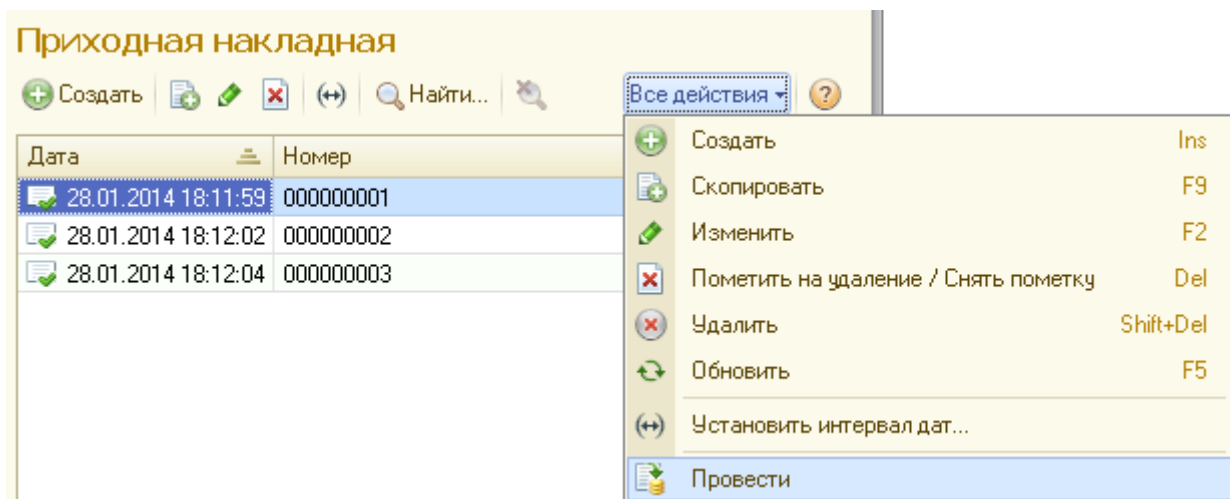 Приходная накладная
Создать Найти... Все действия
Дата Номер
28.01.2014 18:11:59 000000001
28.01.2014 18:12:02 000000002
28.01.2014 18:12:04 000000003
Создать Ins
Скопировать F9
Изменить F2
Пометить на удаление / Снять пометку Del
Удалить Shift+Del
Обновить F5
Установить интервал дат...
Провести